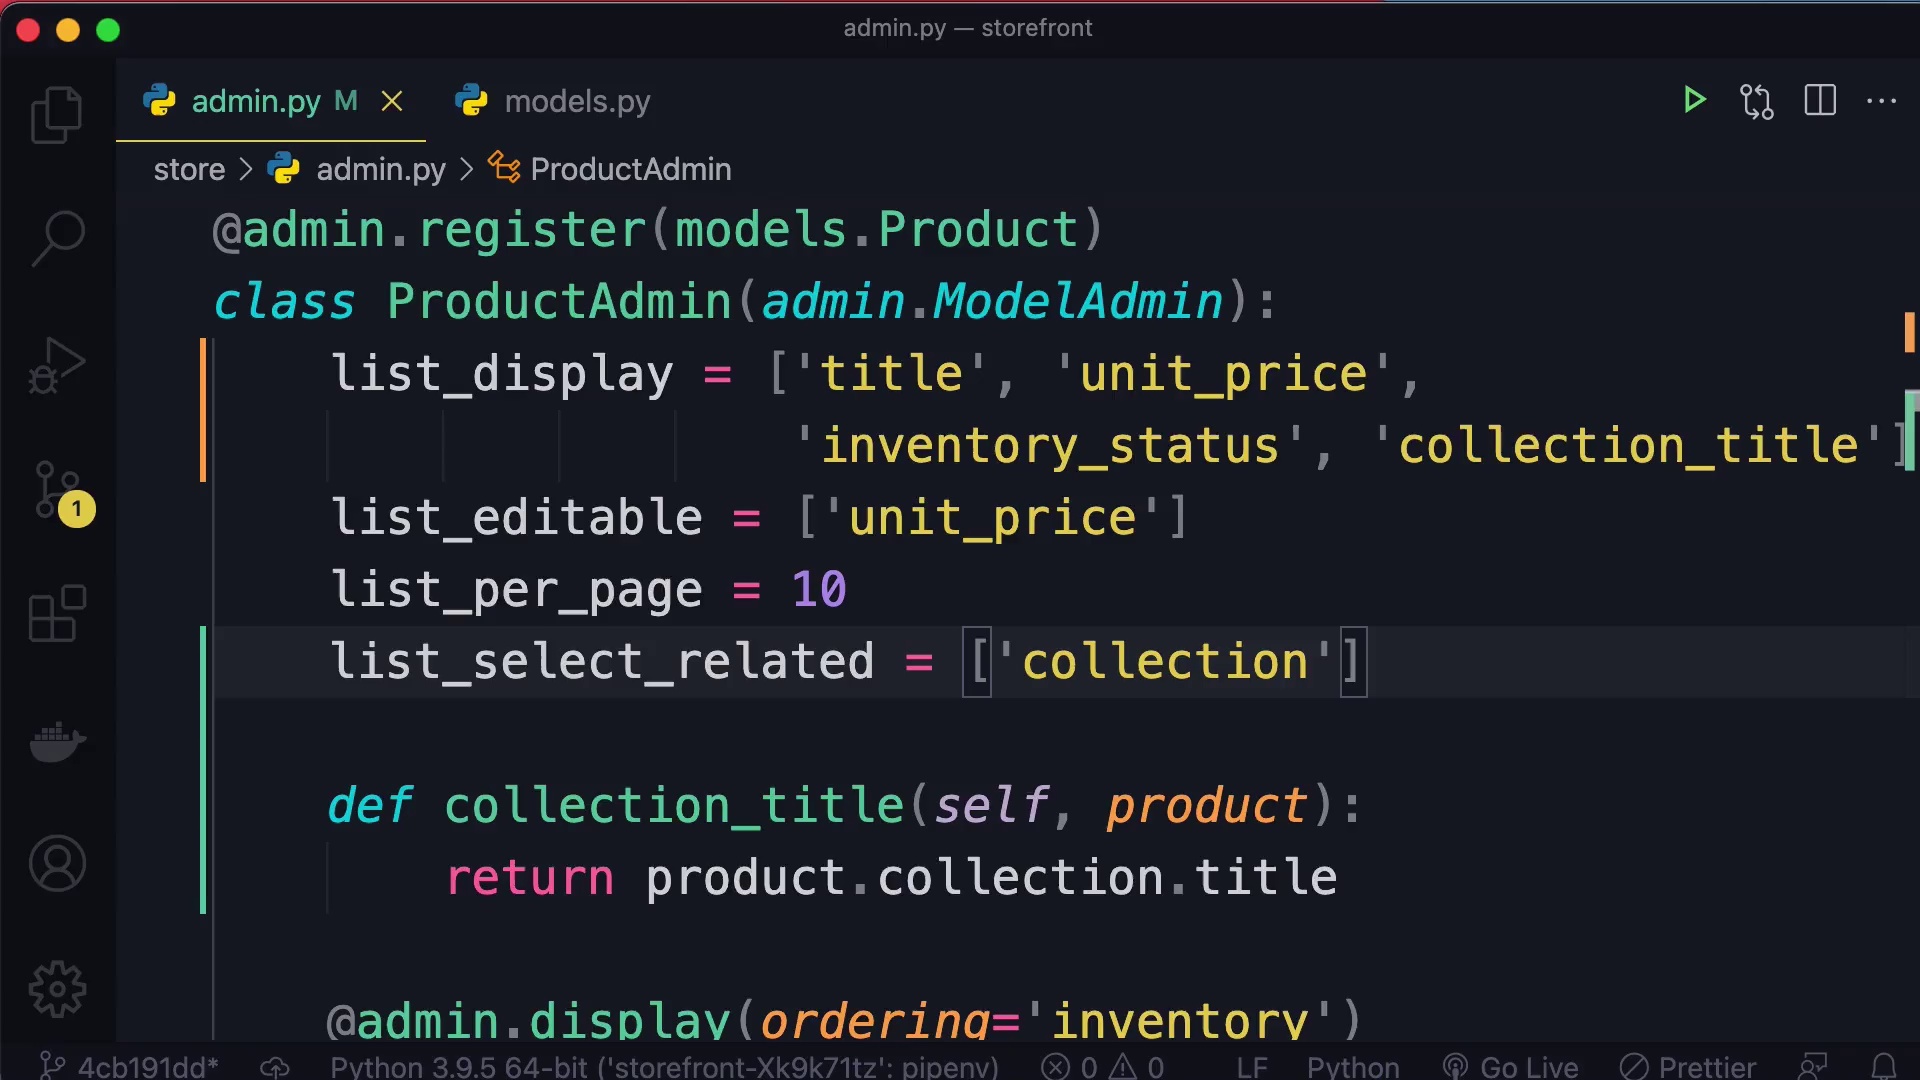 admin.py — storefront
admin.py M models.py
store > admin.py > ProductAdmin
@admin.register(models.Product)
class ProductAdmin(admin.ModelAdmin):
list_display = ['title', 'unit_price',
'inventory_status', 'collection_title']
list_editable = ['unit_price']
list_per_page = 10
list_select_related = ['collection']
def collection_title(self, product):
return product.collection.title
@admin.display(ordering='inventory')
1
4cb191dd* Python 3.9.5 64-bit ('storefront-Xk9k71tz': pipenv) 0 0 LF Python Go Live Prettier